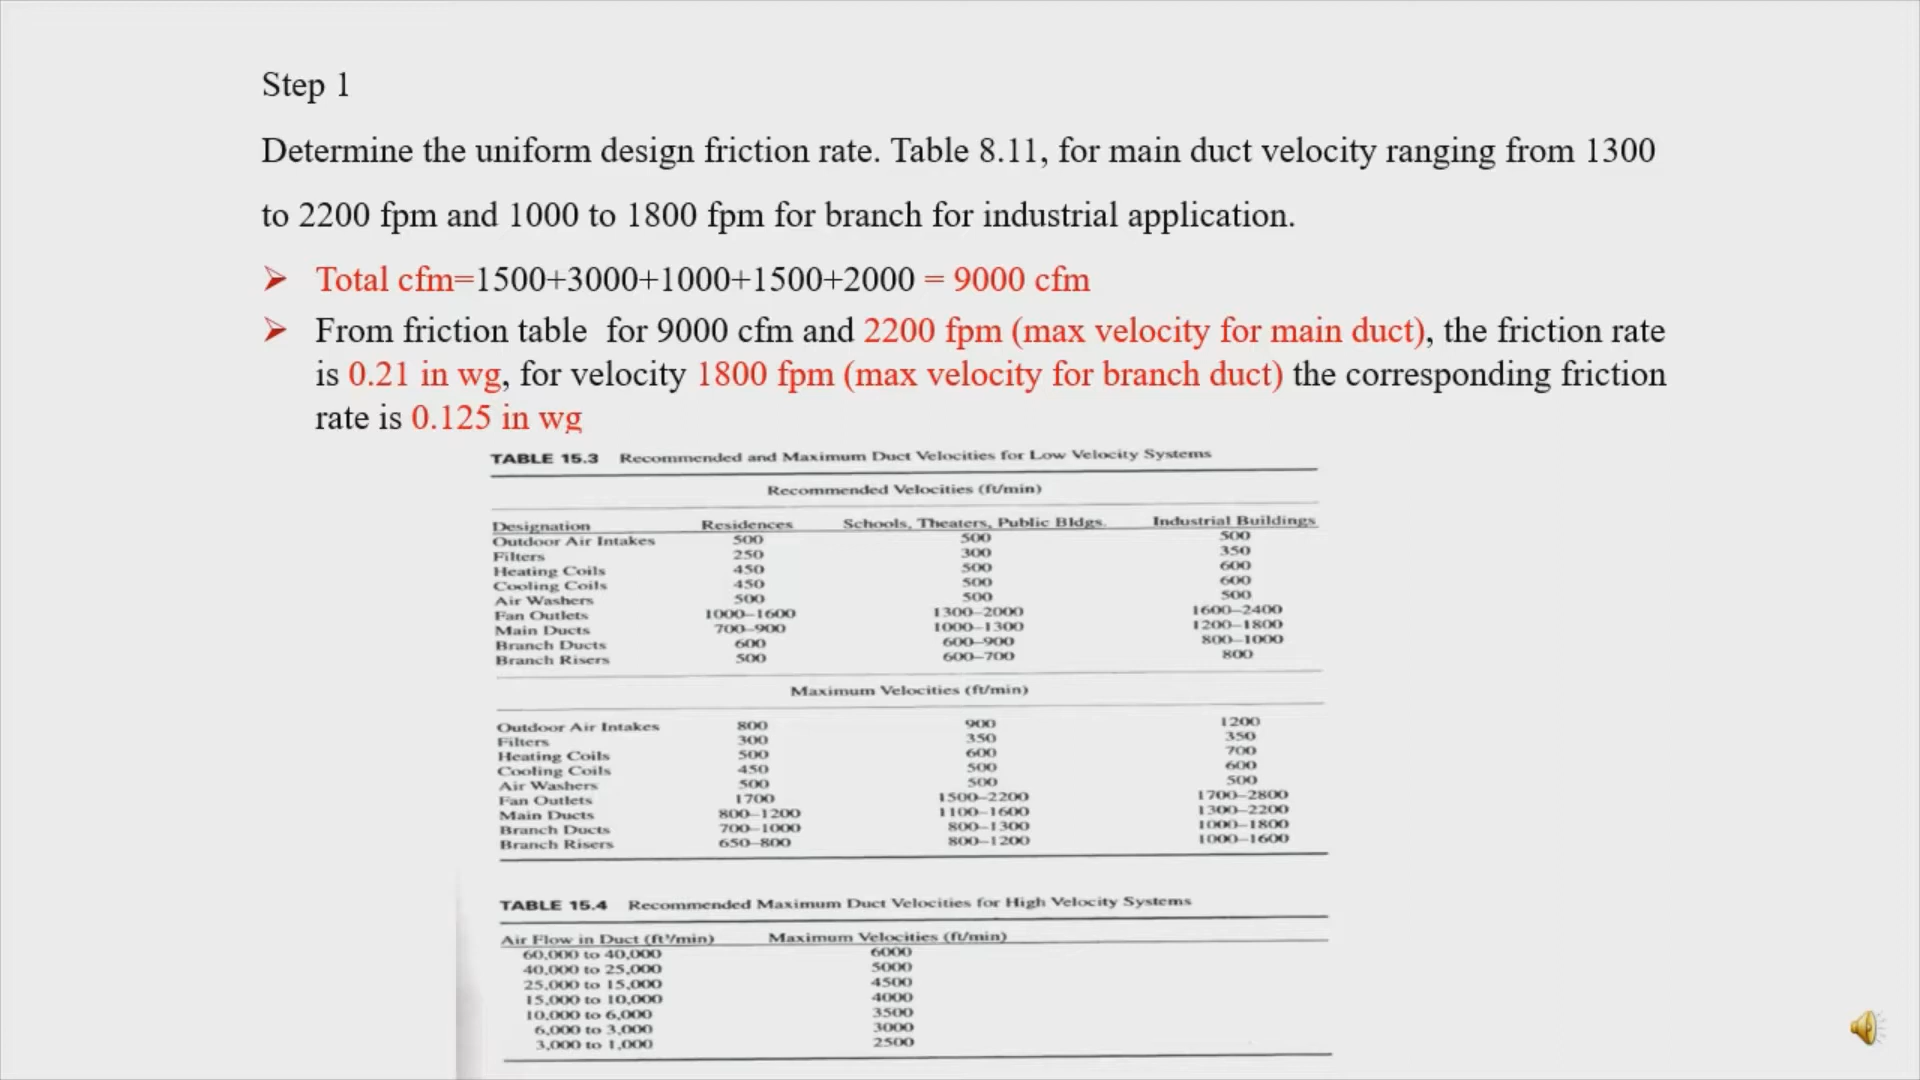 Step 1
Determine the uniform design friction rate. Table 8.11, for main duct velocity ranging from 1300
to 2200 fpm and 1000 to 1800 fpm for branch for industrial application.
➢ Total cfm=1500+3000+1000+1500+2000 = 9000 cfm
➢ From friction table for 9000 cfm and 2200 fpm (max velocity for main duct), the friction rate
is 0.21 in wg, for velocity 1800 fpm (max velocity for branch duct) the corresponding friction
rate is 0.125 in wg
TABLE 15.3 Recommended and Maximum Duct Velocities for Low Velocity Systems
Recommended Velocities (ft/min)
Designation Residences Schools, Theaters, Public Bldgs. Industrial Buildings
Outdoor Air Intakes 500 500 500
Filters 250 300 350
Heating Coils 450 500 600
Cooling Coils 450 500 600
Air Washers 500 500 500
Fan Outlets 1000–1600 1300–2000 1600–2400
Main Ducts 700–900 1000–1300 1200–1800
Branch Ducts 600 600–900 800–1000
Branch Risers 500 600–700 800
Maximum Velocities (ft/min)
Outdoor Air Intakes 800 900 1200
Filters 300 350 350
Heating Coils 500 600 700
Cooling Coils 450 500 600
Air Washers 500 500 500
Fan Outlets 1700 1500–2200 1700–2800
Main Ducts 800–1200 1100–1600 1300–2200
Branch Ducts 700–1000 800–1300 1000–1800
Branch Risers 650–800 800–1200 1000–1600
TABLE 15.4 Recommended Maximum Duct Velocities for High Velocity Systems
Air Flow in Duct (ft³/min) Maximum Velocities (ft/min)
60,000 to 40,000 6000
40,000 to 25,000 5000
25,000 to 15,000 4500
15,000 to 10,000 4000
10,000 to 6,000 3500
6,000 to 3,000 3000
3,000 to 1,000 2500